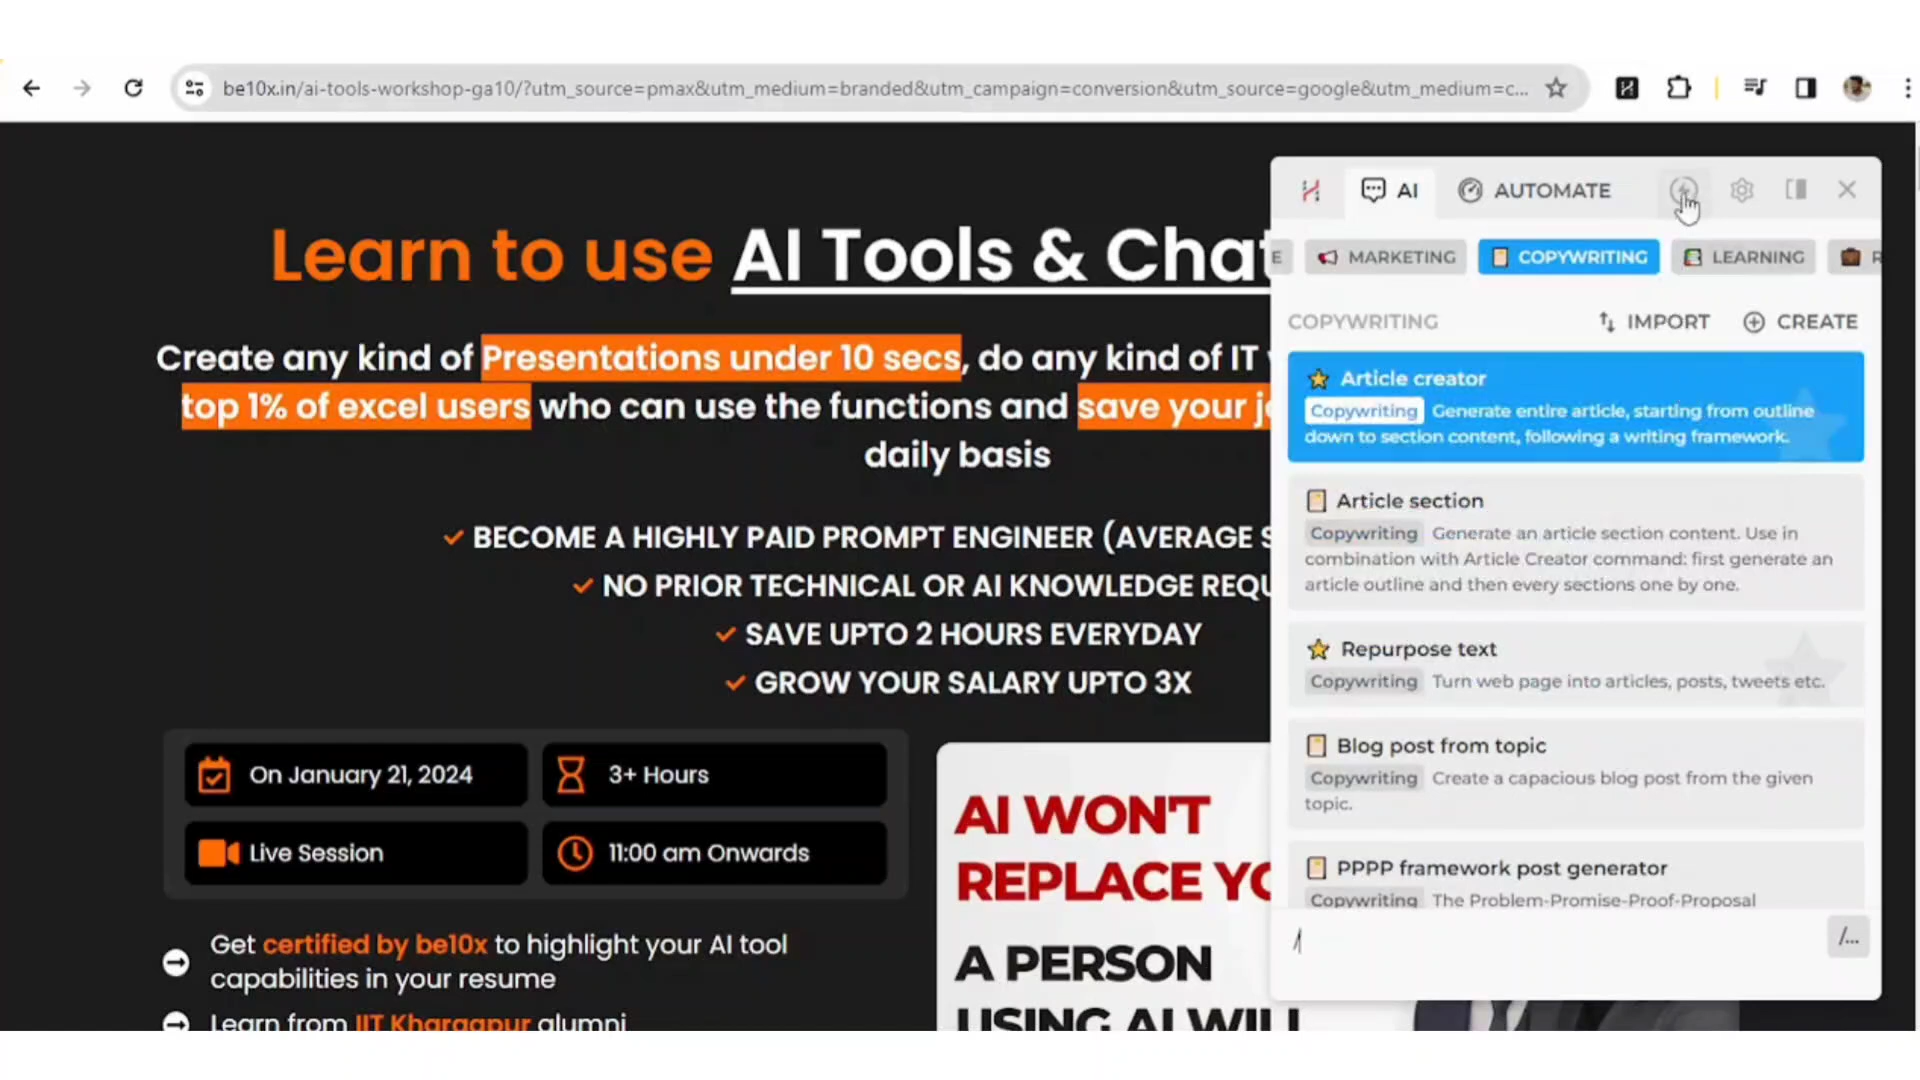 be10x.in/ai-tools-workshop-ga10/?utm_source=pmax&utm_medium=branded&utm_campaign=conversion&utm_source=google&utm_medium=c...
Learn to use AI Tools & Chat
Create any kind of Presentations under 10 secs, do any kind of IT
top 1% of excel users who can use the functions and save your j
daily basis
BECOME A HIGHLY PAID PROMPT ENGINEER (AVERAGE S
NO PRIOR TECHNICAL OR AI KNOWLEDGE REQU
SAVE UPTO 2 HOURS EVERYDAY
GROW YOUR SALARY UPTO 3X
On January 21, 2024
3+ Hours
Live Session
11:00 am Onwards
Get certified by be10x to highlight your AI tool
capabilities in your resume
Learn from IIT Kharagpur alumni
AI WON'T
REPLACE YO
A PERSON
USING AI WILL
AI
AUTOMATE
E
MARKETING
COPYWRITING
LEARNING
COPYWRITING
IMPORT
CREATE
Article creator
Copywriting Generate entire article, starting from outline
down to section content, following a writing framework.
Article section
Copywriting Generate an article section content. Use in
combination with Article Creator command: first generate an
article outline and then every sections one by one.
Repurpose text
Copywriting Turn web page into articles, posts, tweets etc.
Blog post from topic
Copywriting Create a capacious blog post from the given
topic.
PPPP framework post generator
Copywriting The Problem-Promise-Proof-Proposal
/
/...